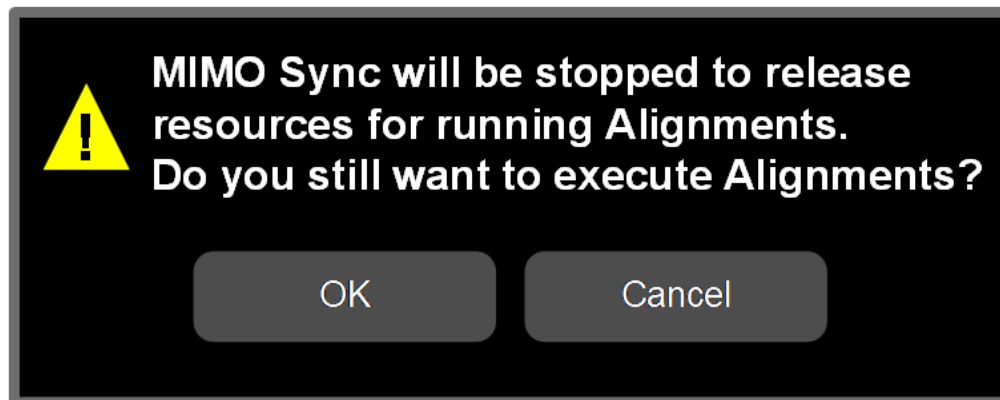 !
MIMO Sync will be stopped to release
resources for running Alignments.
Do you still want to execute Alignments?
OK
Cancel